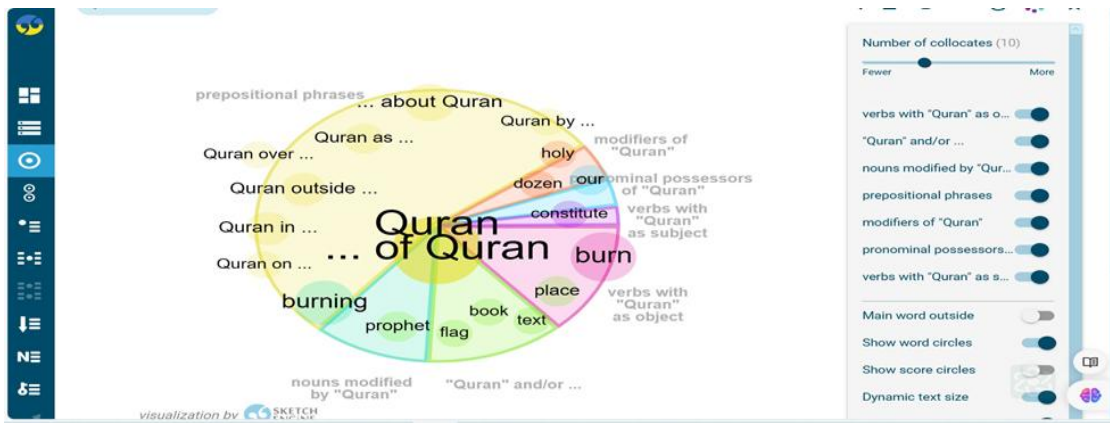 prepositional phrases
... about Quran
Quran by ...
Quran as ...
Quran over ...
Quran outside ...
Quran in ...
Quran on ...
modifiers of
"Quran"
holy
dozen
our
pronominal possessors
of "Quran"
constitute
verbs with
"Quran"
as subject
Quran
... of Quran
burn
place
verbs with
"Quran"
as object
burning
prophet
flag
book
text
nouns modified
by "Quran"
"Quran" and/or ...
visualization by SKETCH
ENGINE
Number of collocates (10)
Fewer More
verbs with "Quran" as o...
"Quran" and/or ...
nouns modified by "Qur...
prepositional phrases
modifiers of "Quran"
pronominal possessors...
verbs with "Quran" as s...
Main word outside
Show word circles
Show score circles
Dynamic text size